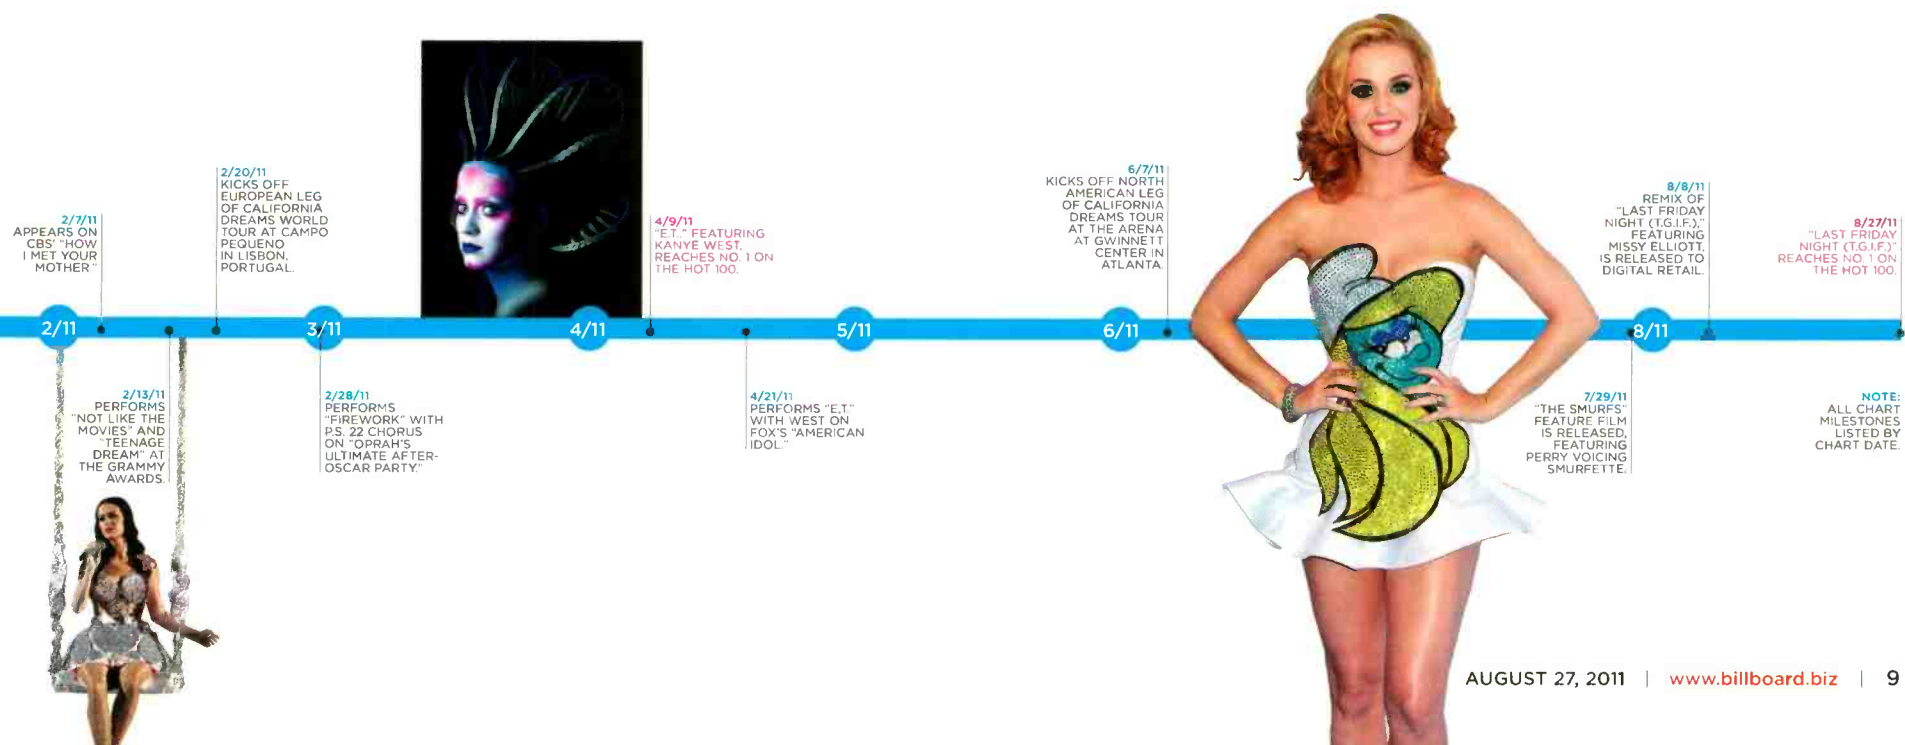 2/7/11
APPEARS ON
CBS' "HOW
I MET YOUR
MOTHER."
2/20/11
KICKS OFF
EUROPEAN LEG
OF CALIFORNIA
DREAMS WORLD
TOUR AT CAMPO
PEQUENO
IN LISBON,
PORTUGAL.
4/9/11
"E.T." FEATURING
KANYE WEST,
REACHES NO. 1 ON
THE HOT 100.
6/7/11
KICKS OFF NORTH
AMERICAN LEG
OF CALIFORNIA
DREAMS TOUR
AT THE ARENA
AT GWINNETT
CENTER IN
ATLANTA.
8/8/11
REMIX OF
"LAST FRIDAY
NIGHT (T.G.I.F.),"
FEATURING
MISSY ELLIOTT,
IS RELEASED TO
DIGITAL RETAIL.
8/27/11
"LAST FRIDAY
NIGHT (T.G.I.F.)"
REACHES NO. 1 ON
THE HOT 100.
2/11
3/11
4/11
5/11
6/11
8/11
2/13/11
PERFORMS
"NOT LIKE THE
MOVIES" AND
"TEENAGE
DREAM" AT
THE GRAMMY
AWARDS.
2/28/11
PERFORMS
"FIREWORK" WITH
P.S. 22 CHORUS
ON "OPRAH'S
ULTIMATE AFTER-
OSCAR PARTY."
4/21/11
PERFORMS "E.T."
WITH WEST ON
FOX'S "AMERICAN
IDOL."
7/29/11
"THE SMURFS"
FEATURE FILM
IS RELEASED,
FEATURING
PERRY VOICING
SMURFETTE.
NOTE:
ALL CHART
MILESTONES
LISTED BY
CHART DATE.
AUGUST 27, 2011 | www.billboard.biz | 9